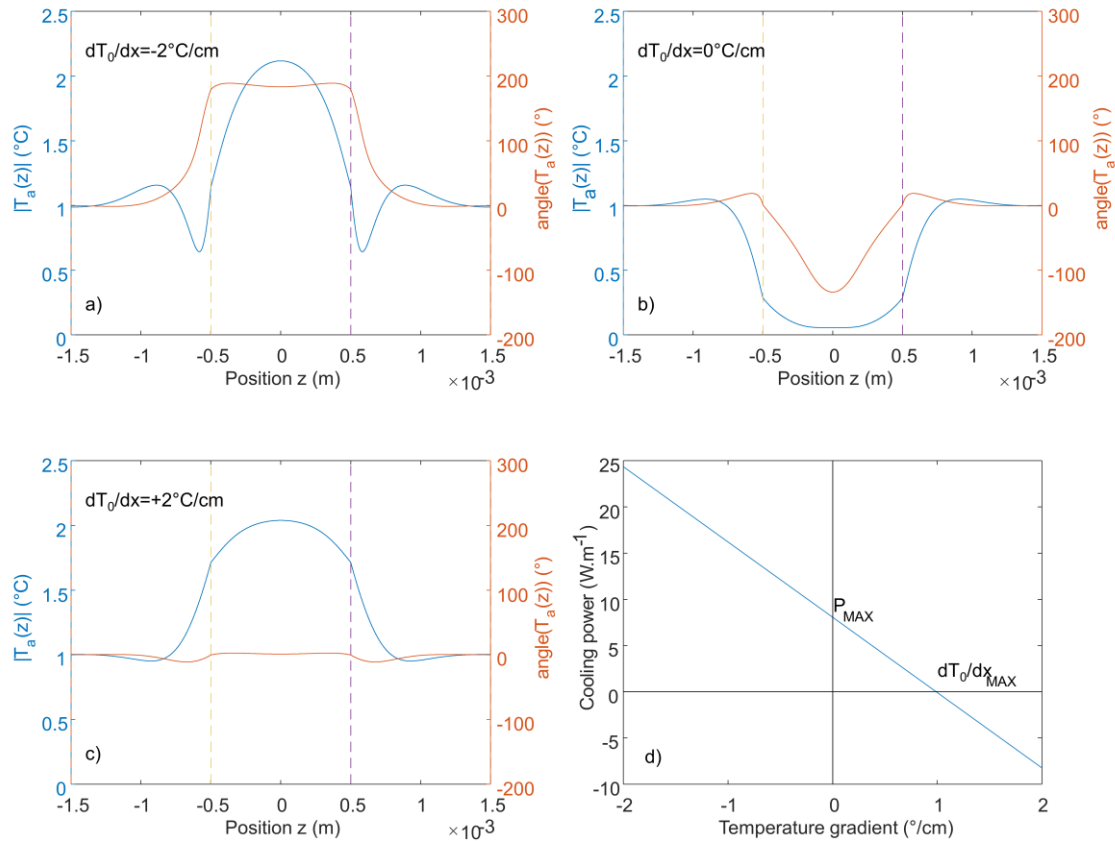 2.5
300
dT₀/dx=-2°C/cm
2
200
1.5
100
|Tₐ(z)| (°C)
angle(Tₐ(z)) (°)
1
0
0.5
-100
a)
0
-200
-1.5 -1 -0.5 0 0.5 1 1.5
Position z (m)
×10⁻³
2.5
300
dT₀/dx=0°C/cm
2
200
1.5
100
|Tₐ(z)| (°C)
angle(Tₐ(z)) (°)
1
0
0.5
-100
b)
0
-200
-1.5 -1 -0.5 0 0.5 1 1.5
Position z (m)
×10⁻³
2.5
300
dT₀/dx=+2°C/cm
2
200
1.5
100
|Tₐ(z)| (°C)
angle(Tₐ(z)) (°)
1
0
0.5
-100
c)
0
-200
-1.5 -1 -0.5 0 0.5 1 1.5
Position z (m)
×10⁻³
25
20
15
10
Cooling power (W.m⁻¹)
P_MAX
5
dT₀/dx_MAX
0
-5
d)
-10
-2 -1 0 1 2
Temperature gradient (°/cm)